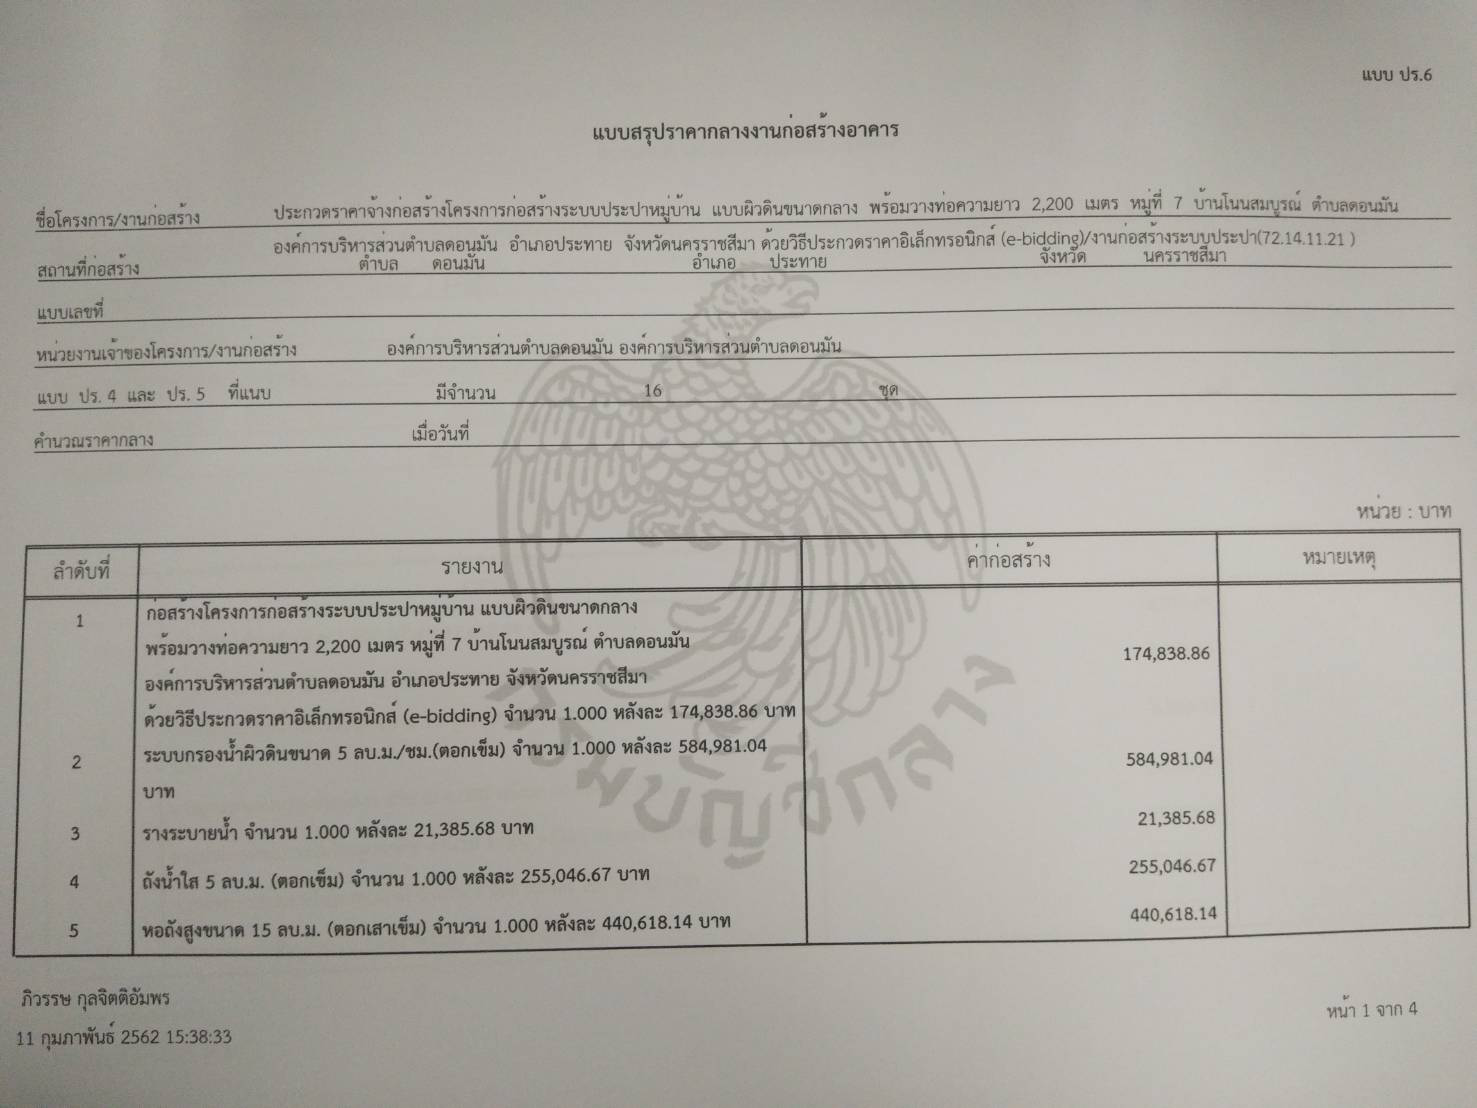 แบบ ปร.6
แบบสรุปราคากลางงานก่อสร้างอาคาร
ชื่อโครงการ/งานก่อสร้าง ประกวดราคาจ้างก่อสร้างโครงการก่อสร้างระบบประปาหมู่บ้าน แบบผิวดินขนาดกลาง พร้อมวางท่อความยาว 2,200 เมตร หมู่ที่ 7 บ้านโนนสมบูรณ์ ตำบลดอนมัน
องค์การบริหารส่วนตำบลดอนมัน อำเภอประทาย จังหวัดนครราชสีมา ด้วยวิธีประกวดราคาอิเล็กทรอนิกส์ (e-bidding)/งานก่อสร้างระบบประปา(72.14.11.21 )
สถานที่ก่อสร้าง ตำบล ดอนมัน อำเภอ ประทาย จังหวัด นครราชสีมา
แบบเลขที่
หน่วยงานเจ้าของโครงการ/งานก่อสร้าง องค์การบริหารส่วนตำบลดอนมัน องค์การบริหารส่วนตำบลดอนมัน
แบบ ปร. 4 และ ปร. 5 ที่แนบ มีจำนวน 16 ชุด
คำนวณราคากลาง เมื่อวันที่
หน่วย : บาท
ลำดับที่ รายงาน ค่าก่อสร้าง หมายเหตุ
1 ก่อสร้างโครงการก่อสร้างระบบประปาหมู่บ้าน แบบผิวดินขนาดกลาง
พร้อมวางท่อความยาว 2,200 เมตร หมู่ที่ 7 บ้านโนนสมบูรณ์ ตำบลดอนมัน 174,838.86
องค์การบริหารส่วนตำบลดอนมัน อำเภอประทาย จังหวัดนครราชสีมา
ด้วยวิธีประกวดราคาอิเล็กทรอนิกส์ (e-bidding) จำนวน 1.000 หลังละ 174,838.86 บาท
2 ระบบกรองน้ำผิวดินขนาด 5 ลบ.ม./ชม.(ตอกเข็ม) จำนวน 1.000 หลังละ 584,981.04 584,981.04
บาท
3 รางระบายน้ำ จำนวน 1.000 หลังละ 21,385.68 บาท 21,385.68
4 ถังน้ำใส 5 ลบ.ม. (ตอกเข็ม) จำนวน 1.000 หลังละ 255,046.67 บาท 255,046.67
5 หอถังสูงขนาด 15 ลบ.ม. (ตอกเสาเข็ม) จำนวน 1.000 หลังละ 440,618.14 บาท 440,618.14
กรมบัญชีกลาง
ภิวรรษ กุลจิตติอัมพร
11 กุมภาพันธ์ 2562 15:38:33
หน้า 1 จาก 4